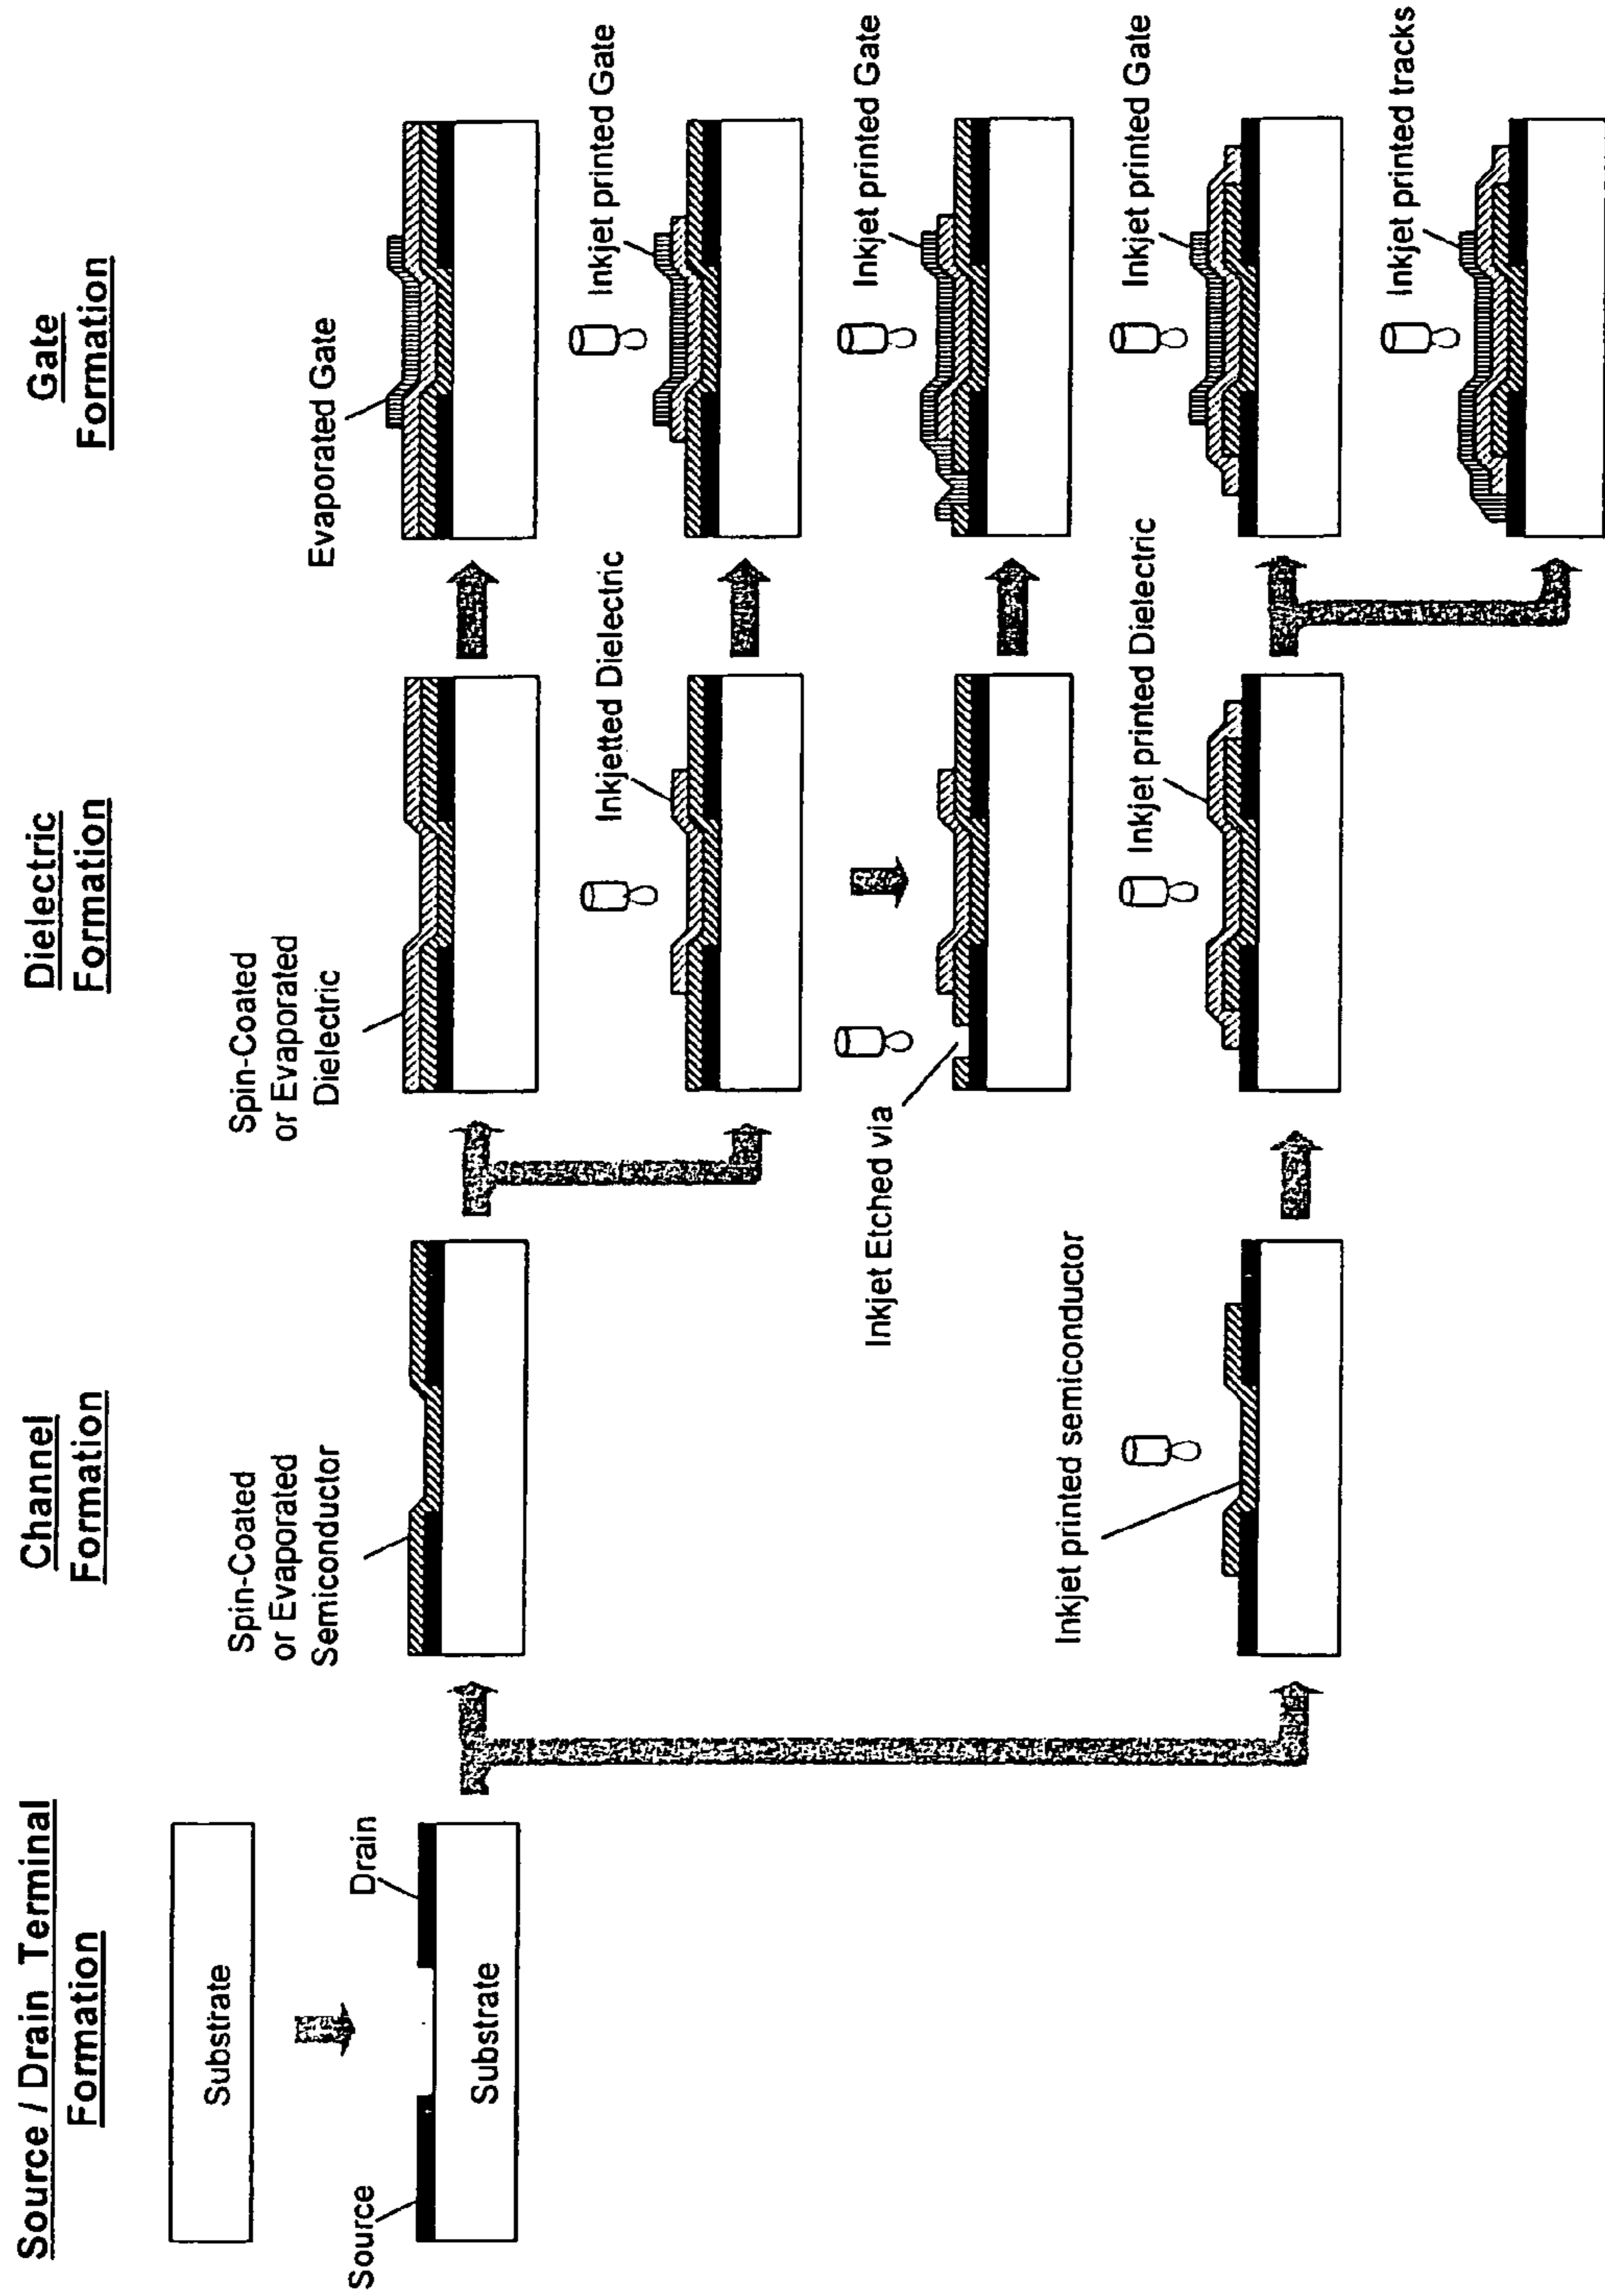 Source / Drain Terminal
Formation
Substrate
Source
Drain
Substrate
Channel
Formation
Spin-Coated
or Evaporated
Semiconductor
Inkjet printed semiconductor
Dielectric
Formation
Spin-Coated
or Evaporated
Dielectric
Inkjetted Dielectric
Inkjet Etched via
Inkjet printed Dielectric
Gate
Formation
Evaporated Gate
Inkjet printed Gate
Inkjet printed Gate
Inkjet printed Gate
Inkjet printed tracks